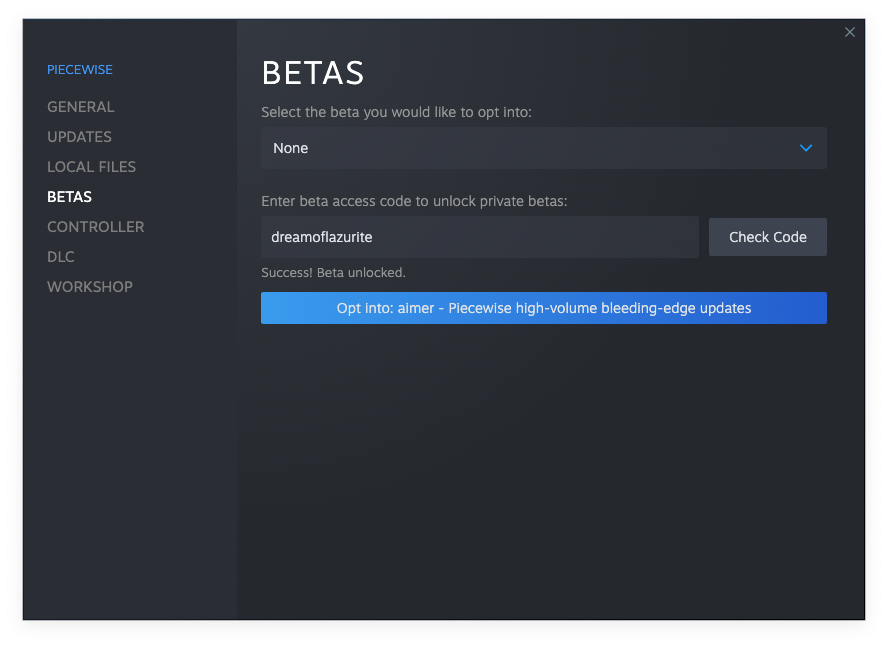 PIECEWISE
GENERAL
UPDATES
LOCAL FILES
BETAS
CONTROLLER
DLC
WORKSHOP
BETAS
Select the beta you would like to opt into:
None
Enter beta access code to unlock private betas:
dreamoflazurite
Check Code
Success! Beta unlocked.
Opt into: aimer - Piecewise high-volume bleeding-edge updates